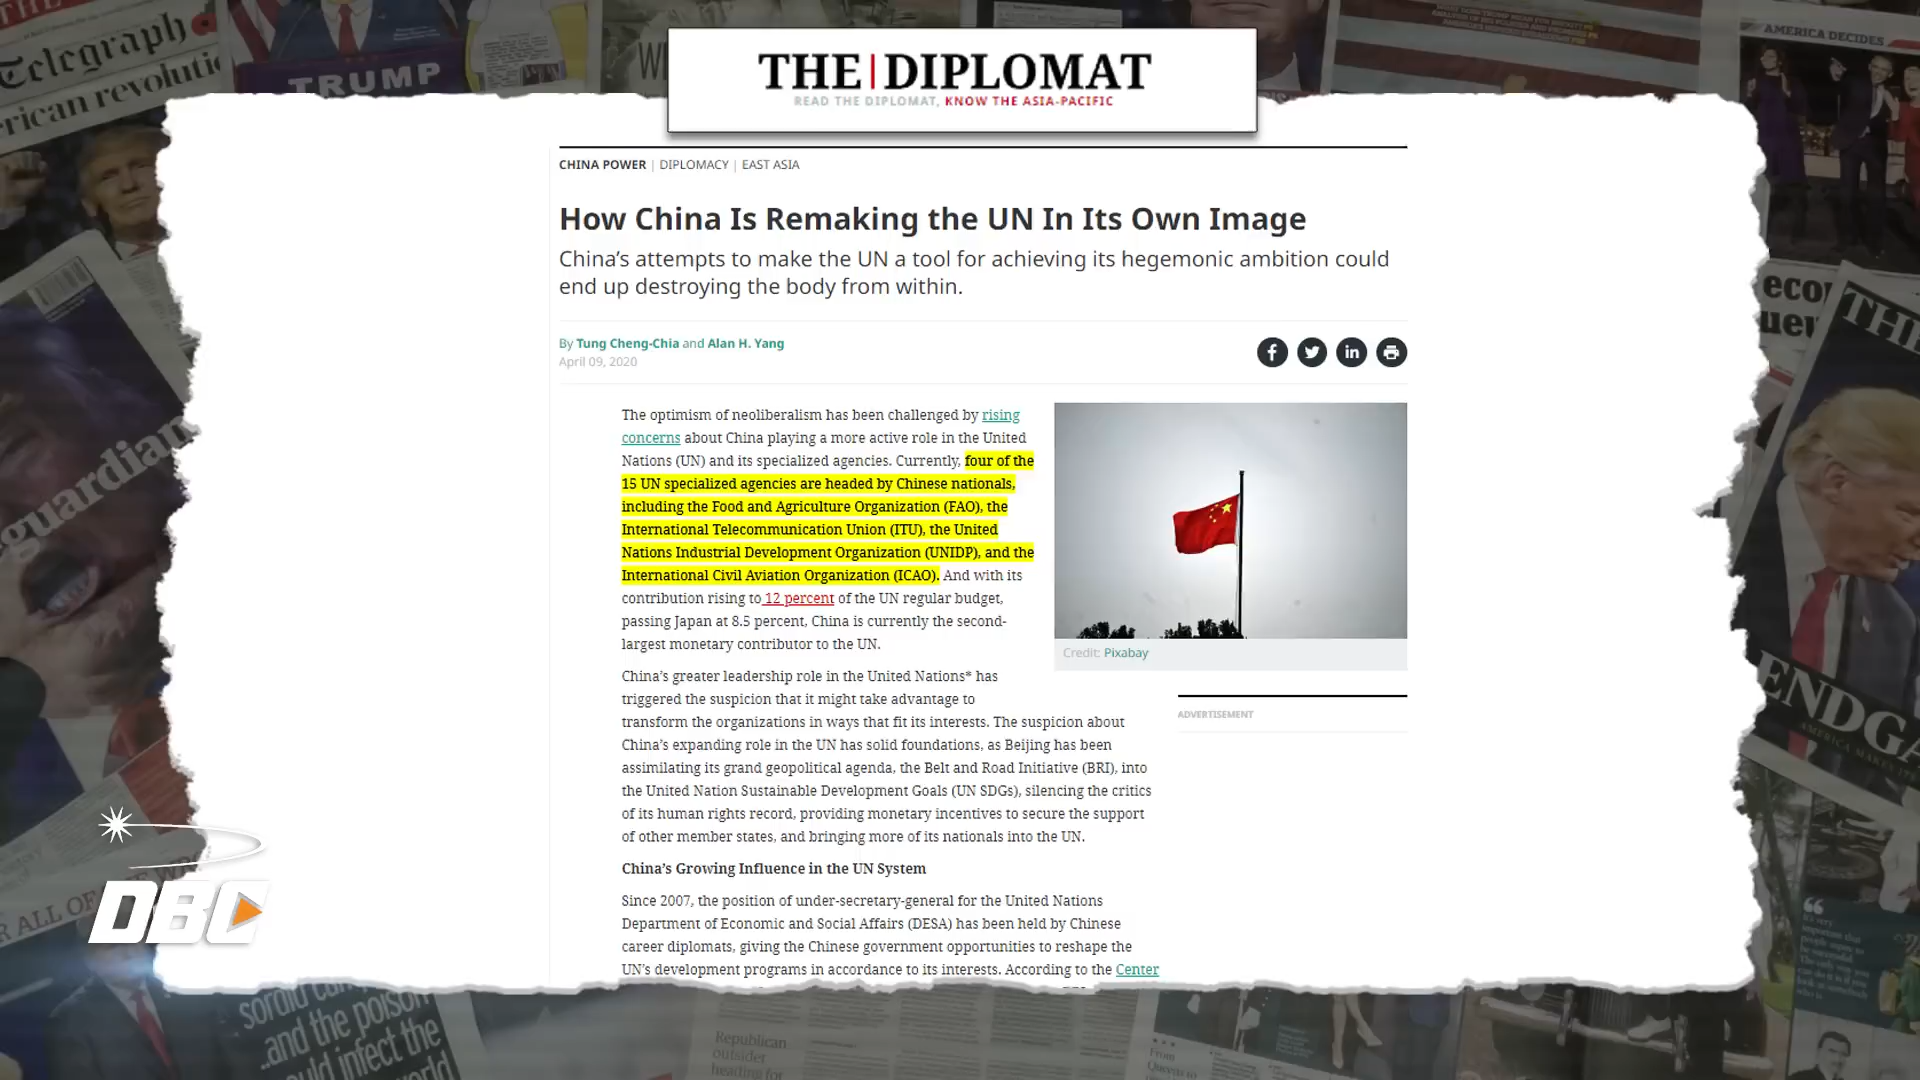 THE|DIPLOMAT
READ THE DIPLOMAT, KNOW THE ASIA-PACIFIC
CHINA POWER | DIPLOMACY | EAST ASIA
How China Is Remaking the UN In Its Own Image
China's attempts to make the UN a tool for achieving its hegemonic ambition could
end up destroying the body from within.
By Tung Cheng-Chia and Alan H. Yang
April 09, 2020
The optimism of neoliberalism has been challenged by rising
concerns about China playing a more active role in the United
Nations (UN) and its specialized agencies. Currently, four of the
15 UN specialized agencies are headed by Chinese nationals,
including the Food and Agriculture Organization (FAO), the
International Telecommunication Union (ITU), the United
Nations Industrial Development Organization (UNIDP), and the
International Civil Aviation Organization (ICAO). And with its
contribution rising to 12 percent of the UN regular budget,
passing Japan at 8.5 percent, China is currently the second-
largest monetary contributor to the UN.
Credit: Pixabay
China's greater leadership role in the United Nations* has
triggered the suspicion that it might take advantage to
transform the organizations in ways that fit its interests. The suspicion about
China's expanding role in the UN has solid foundations, as Beijing has been
assimilating its grand geopolitical agenda, the Belt and Road Initiative (BRI), into
the United Nation Sustainable Development Goals (UN SDGs), silencing the critics
of its human rights record, providing monetary incentives to secure the support
of other member states, and bringing more of its nationals into the UN.
ADVERTISEMENT
China's Growing Influence in the UN System
Since 2007, the position of under-secretary-general for the United Nations
Department of Economic and Social Affairs (DESA) has been held by Chinese
career diplomats, giving the Chinese government opportunities to reshape the
UN's development programs in accordance to its interests. According to the Center
DBC
Telegraph
TRUMP
AMERICA DECIDES
guardian
and the poison
could infect the
world
Republican
outsider
heading for
From
Queens to